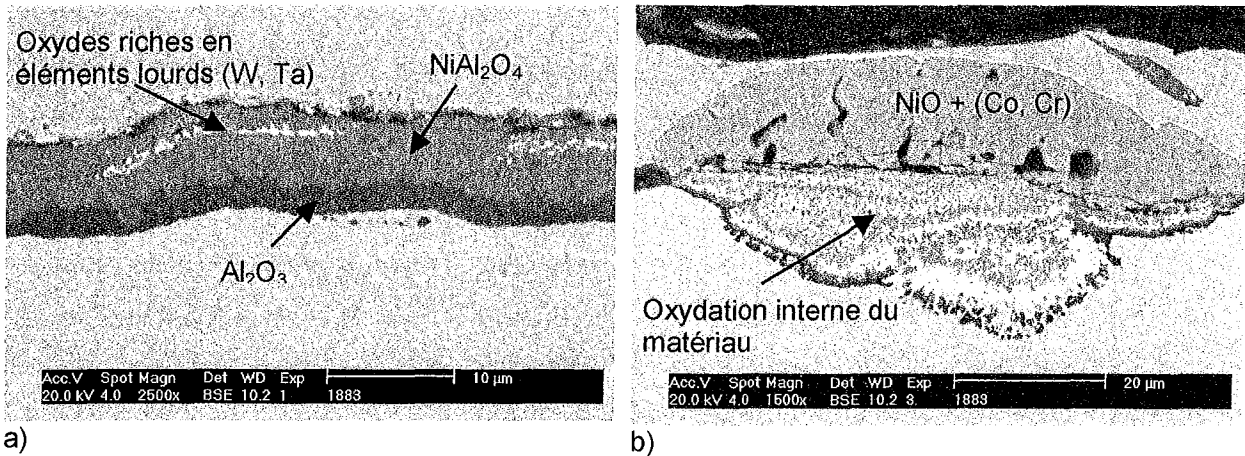 Oxydes riches en
éléments lourds (W, Ta)
NiAl₂O₄
Al₂O₃
Acc.V Spot Magn Det WD Exp 10 µm
20.0 kV 4.0 2500x BSE 10.2 1 1883
a)
NiO + (Co, Cr)
Oxydation interne du
matériau
Acc.V Spot Magn Det WD Exp 20 µm
20.0 kV 4.0 1500x BSE 10.2 3. 1883
b)